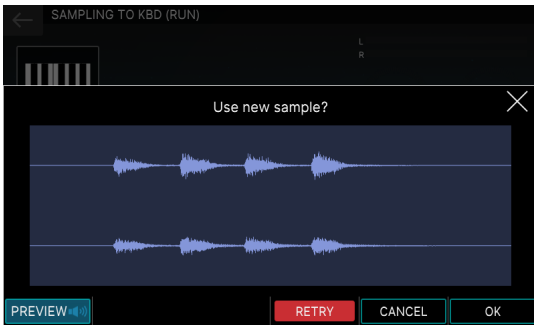 SAMPLING TO KBD (RUN)
L
R
Use new sample?
PREVIEW
RETRY
CANCEL
OK